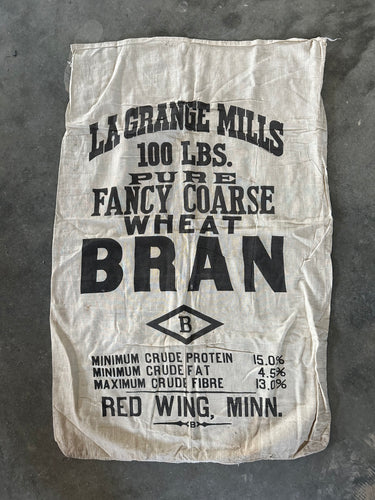 LA GRANGE MILLS
100 LBS.
PURE
FANCY COARSE
WHEAT
BRAN
B
MINIMUM CRUDE PROTEIN 15.0%
MINIMUM CRUDE FAT 4.5%
MAXIMUM CRUDE FIBRE 13.0%
RED WING, MINN.
B